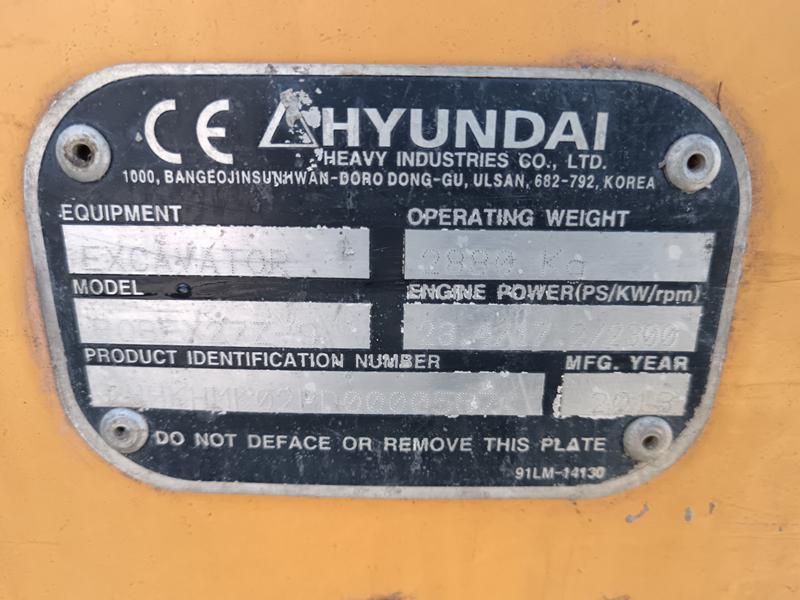 CE HYUNDAI
HEAVY INDUSTRIES CO., LTD.
1000, BANGEOJINSUNHWAN-DORO DONG-GU, ULSAN, 682-792, KOREA
EQUIPMENT OPERATING WEIGHT
EXCAVATOR Kg
MODEL ENGINE POWER(PS/KW/rpm)
PRODUCT IDENTIFICATION NUMBER MFG. YEAR
DO NOT DEFACE OR REMOVE THIS PLATE
91LM-14130